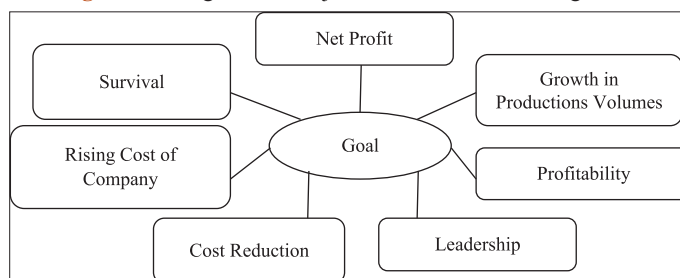 Net Profit
Survival
Growth in
Productions Volumes
Goal
Rising Cost of
Company
Profitability
Cost Reduction
Leadership